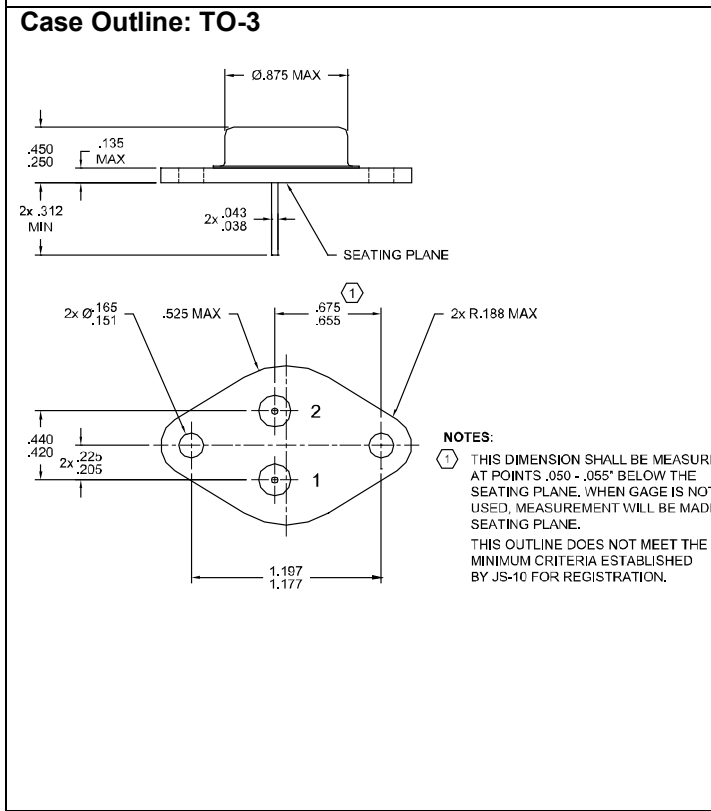 Case Outline: TO-3
Ø.875 MAX
.450
.250
.135
MAX
2x .312
MIN
2x .043
.038
SEATING PLANE
2x Ø.165
.151
.525 MAX
1
.675
.655
2x R.188 MAX
2
.440
.420
2x .225
.205
1
1.197
1.177
NOTES:
1 THIS DIMENSION SHALL BE MEASURE
AT POINTS .050 - .055" BELOW THE
SEATING PLANE. WHEN GAGE IS NOT
USED, MEASUREMENT WILL BE MAD
SEATING PLANE.
THIS OUTLINE DOES NOT MEET THE
MINIMUM CRITERIA ESTABLISHED
BY JS-10 FOR REGISTRATION.